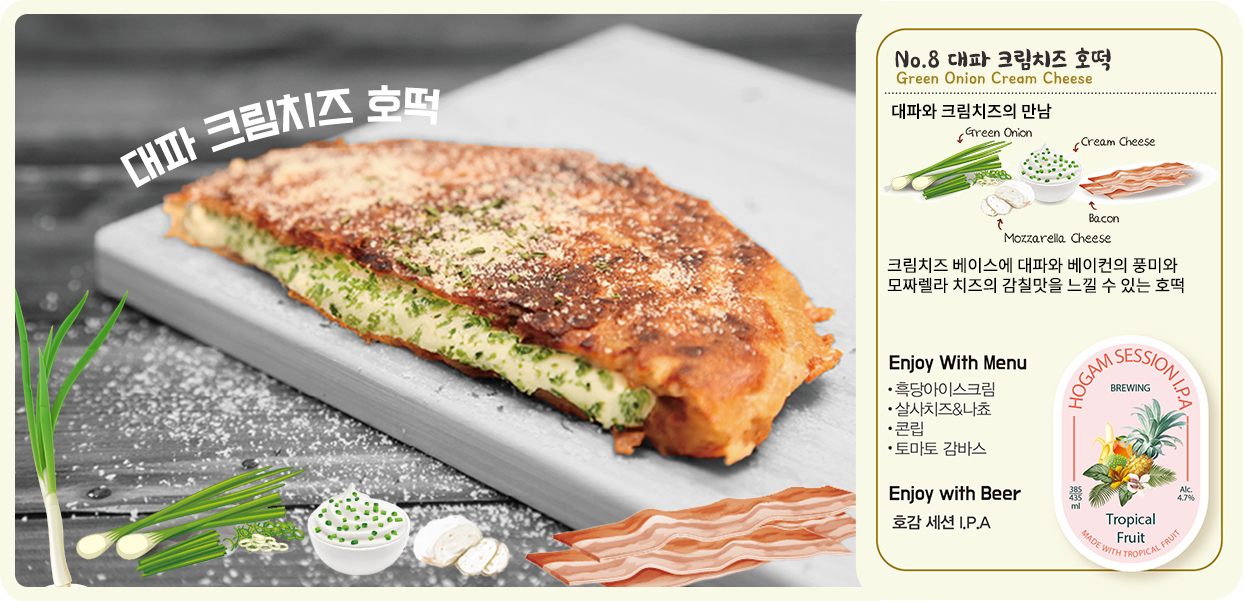 대파 크림치즈 호떡
No.8 대파 크림치즈 호떡
Green Onion Cream Cheese
대파와 크림치즈의 만남
Green Onion
Cream Cheese
Bacon
Mozzarella Cheese
크림치즈 베이스에 대파와 베이컨의 풍미와
모짜렐라 치즈의 감칠맛을 느낄 수 있는 호떡
Enjoy With Menu
• 흑당아이스크림
• 살사치즈&나쵸
• 콘립
• 토마토 감바스
Enjoy with Beer
호감 세션 I.P.A
HOGAM SESSION I.P.A
BREWING
385
435
ml
Alc.
4.7%
Tropical
Fruit
MADE WITH TROPICAL FRUIT